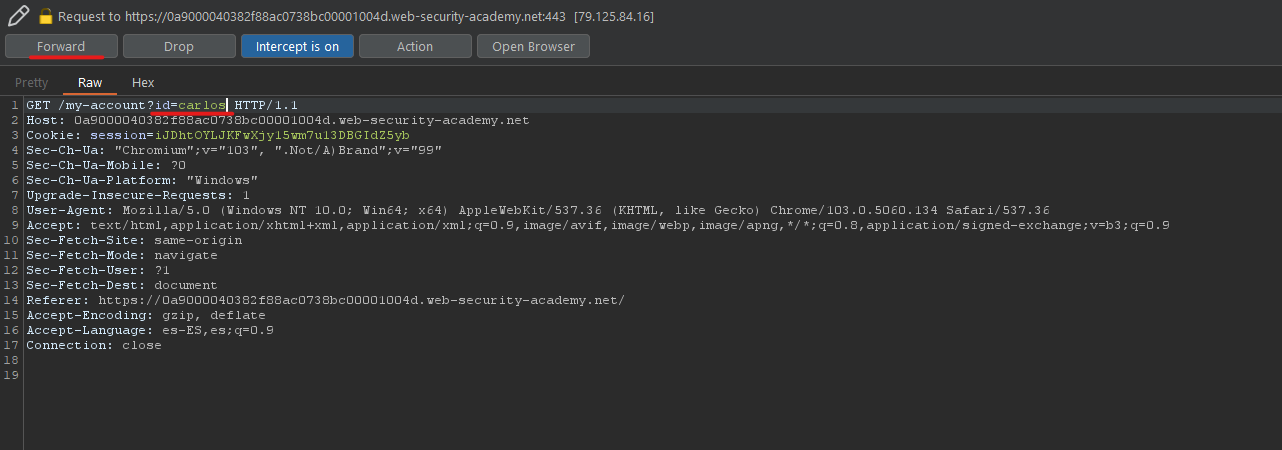 Request to https://0a9000040382f88ac0738bc00001004d.web-security-academy.net:443 [79.125.84.16]
Forward Drop Intercept is on Action Open Browser
Pretty Raw Hex
1 GET /my-account?id=carlos HTTP/1.1
2 Host: 0a9000040382f88ac0738bc00001004d.web-security-academy.net
3 Cookie: session=iJDhtOYLJKFwXjy15wm7u13DBGIdZ5yb
4 Sec-Ch-Ua: "Chromium";v="103", ".Not/A)Brand";v="99"
5 Sec-Ch-Ua-Mobile: ?0
6 Sec-Ch-Ua-Platform: "Windows"
7 Upgrade-Insecure-Requests: 1
8 User-Agent: Mozilla/5.0 (Windows NT 10.0; Win64; x64) AppleWebKit/537.36 (KHTML, like Gecko) Chrome/103.0.5060.134 Safari/537.36
9 Accept: text/html,application/xhtml+xml,application/xml;q=0.9,image/avif,image/webp,image/apng,*/*;q=0.8,application/signed-exchange;v=b3;q=0.9
10 Sec-Fetch-Site: same-origin
11 Sec-Fetch-Mode: navigate
12 Sec-Fetch-User: ?1
13 Sec-Fetch-Dest: document
14 Referer: https://0a9000040382f88ac0738bc00001004d.web-security-academy.net/
15 Accept-Encoding: gzip, deflate
16 Accept-Language: es-ES,es;q=0.9
17 Connection: close
18
19